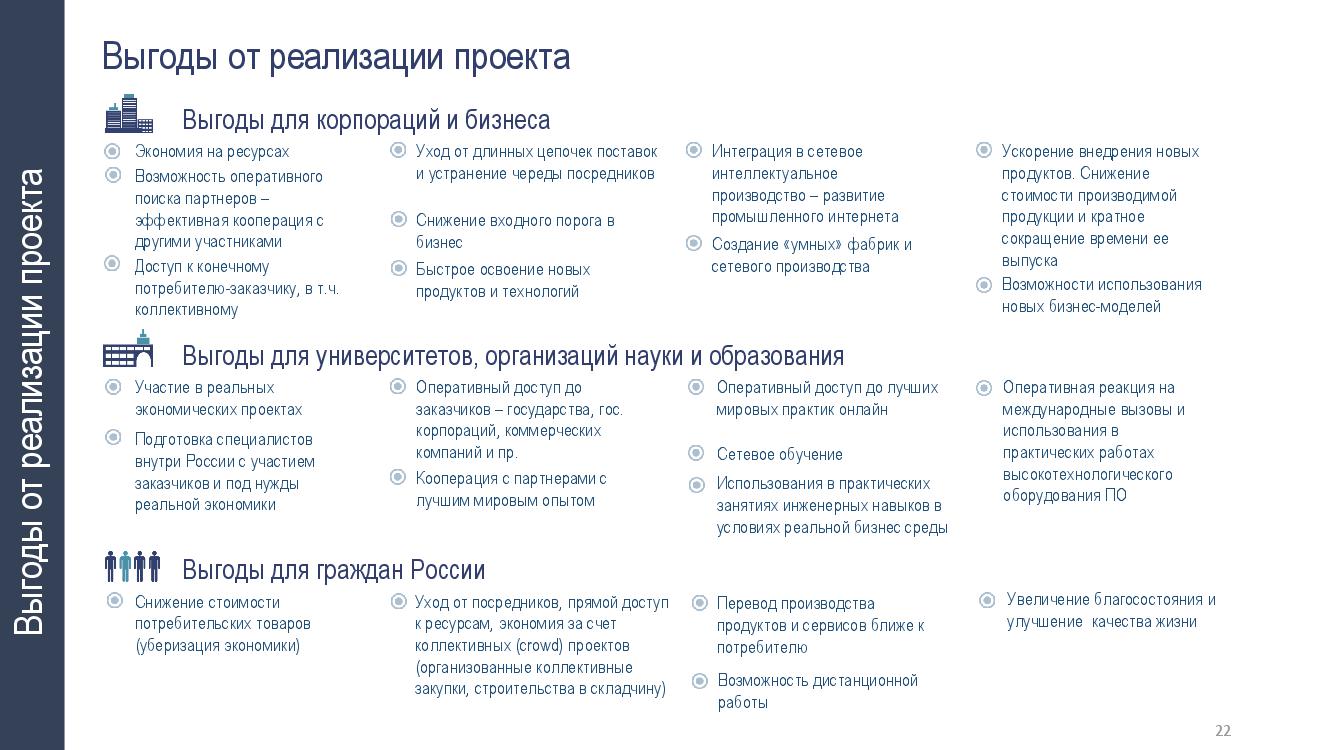 Выгоды от реализации проекта
Выгоды от реализации проекта
Выгоды для корпораций и бизнеса
Экономия на ресурсах
Возможность оперативного
поиска партнеров –
эффективная кооперация с
другими участниками
Доступ к конечному
потребителю-заказчику, в т.ч.
коллективному
Уход от длинных цепочек поставок
и устранение череды посредников
Снижение входного порога в
бизнес
Быстрое освоение новых
продуктов и технологий
Интеграция в сетевое
интеллектуальное
производство – развитие
промышленного интернета
Создание «умных» фабрик и
сетевого производства
Ускорение внедрения новых
продуктов. Снижение
стоимости производимой
продукции и кратное
сокращение времени ее
выпуска
Возможности использования
новых бизнес-моделей
Выгоды для университетов, организаций науки и образования
Участие в реальных
экономических проектах
Подготовка специалистов
внутри России с участием
заказчиков и под нужды
реальной экономики
Оперативный доступ до
заказчиков – государства, гос.
корпораций, коммерческих
компаний и пр.
Кооперация с партнерами с
лучшим мировым опытом
Оперативный доступ до лучших
мировых практик онлайн
Сетевое обучение
Использования в практических
занятиях инженерных навыков в
условиях реальной бизнес среды
Оперативная реакция на
международные вызовы и
использования в
практических работах
высокотехнологического
оборудования ПО
Выгоды для граждан России
Снижение стоимости
потребительских товаров
(уберизация экономики)
Уход от посредников, прямой доступ
к ресурсам, экономия за счет
коллективных (crowd) проектов
(организованные коллективные
закупки, строительства в складчину)
Перевод производства
продуктов и сервисов ближе к
потребителю
Возможность дистанционной
работы
Увеличение благосостояния и
улучшение качества жизни
22